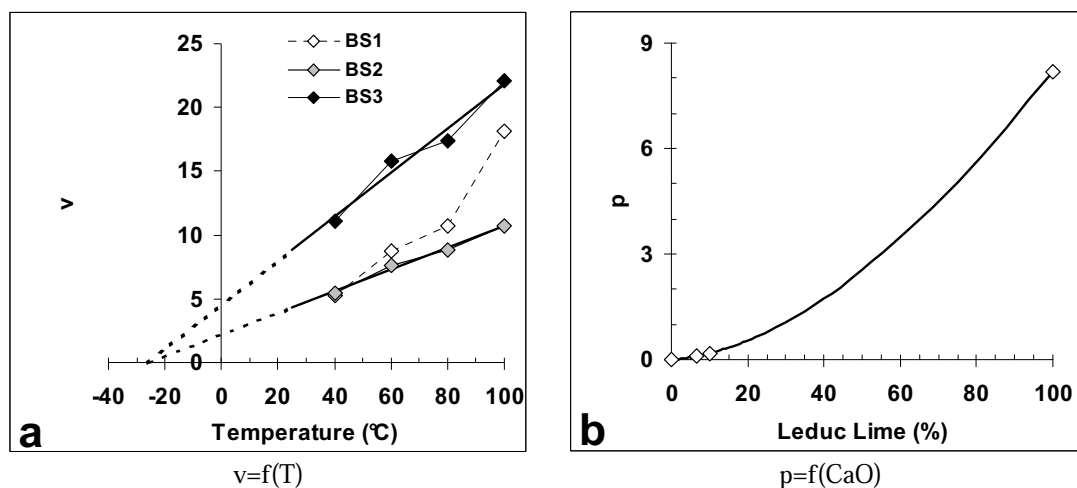 BS1
BS2
BS3
25
20
15
10
5
0
v
-40 -20 0 20 40 60 80 100
Temperature (°C)
a
v=f(T)
9
6
3
0
p
0 20 40 60 80 100
Leduc Lime (%)
b
p=f(CaO)